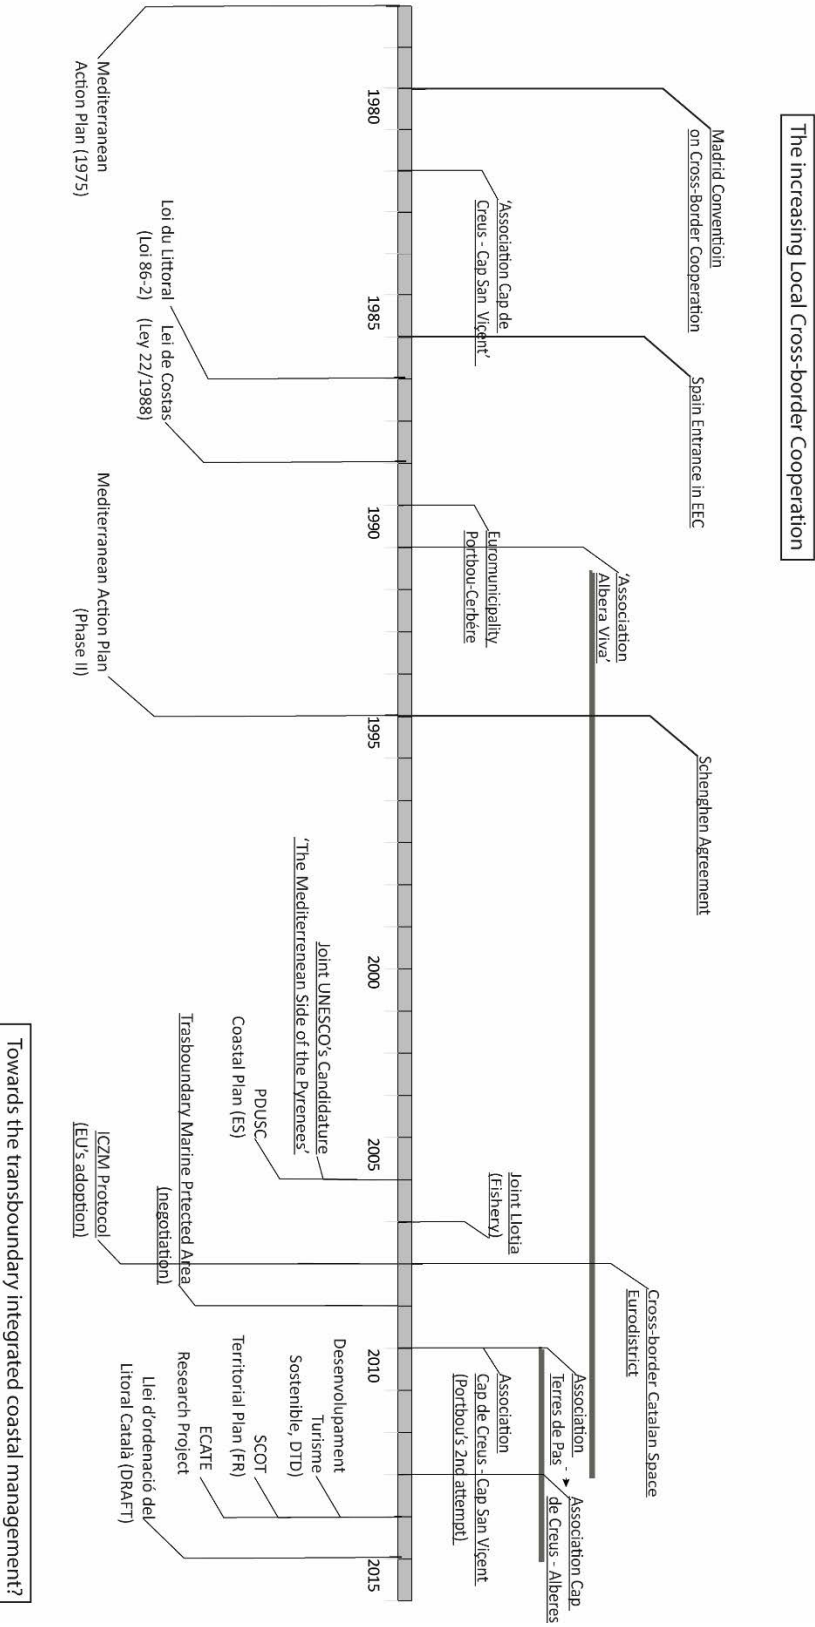 The increasing Local Cross-border Cooperation
Madrid Conventioin
on Cross-Border Cooperation
Spain Entrance in EEC
Schenghen Agreement
'Association
Albera Viva'
Cross-border Catalan Space
Eurodistrict
Association
Terres de Pas
- -
Association Cap
de Creus - Alberes
'Association Cap de
Creus - Cap San Viçent'
Euromunicipality
Portbou-Cerbére
Joint Llotja
(Fishery)
Association
Cap de Creus - Cap San Viçent
(Portbou's 2nd attempt)
1980
1985
1990
1995
2000
2005
2010
2015
Mediterranean
Action Plan (1975)
Loi du Littoral
(Loi 86-2)
Lei de Costas
(Ley 22/1988)
Mediterranean Action Plan
(Phase II)
Joint UNESCO's Candidature
'The Mediterrenean Side of the Pyrenees'
PDUSC
Coastal Plan (ES)
Trasboundary Marine Prtected Area
(negotiation)
ICZM Protocol
(EU's adoption)
Desenvolupament
Turisme
Sostenible, DTD)
SCOT
Territorial Plan (FR)
ECATE
Research Project
Llei d'ordenació del
Litoral Català (DRAFT)
Towards the transboundary integrated coastal management?